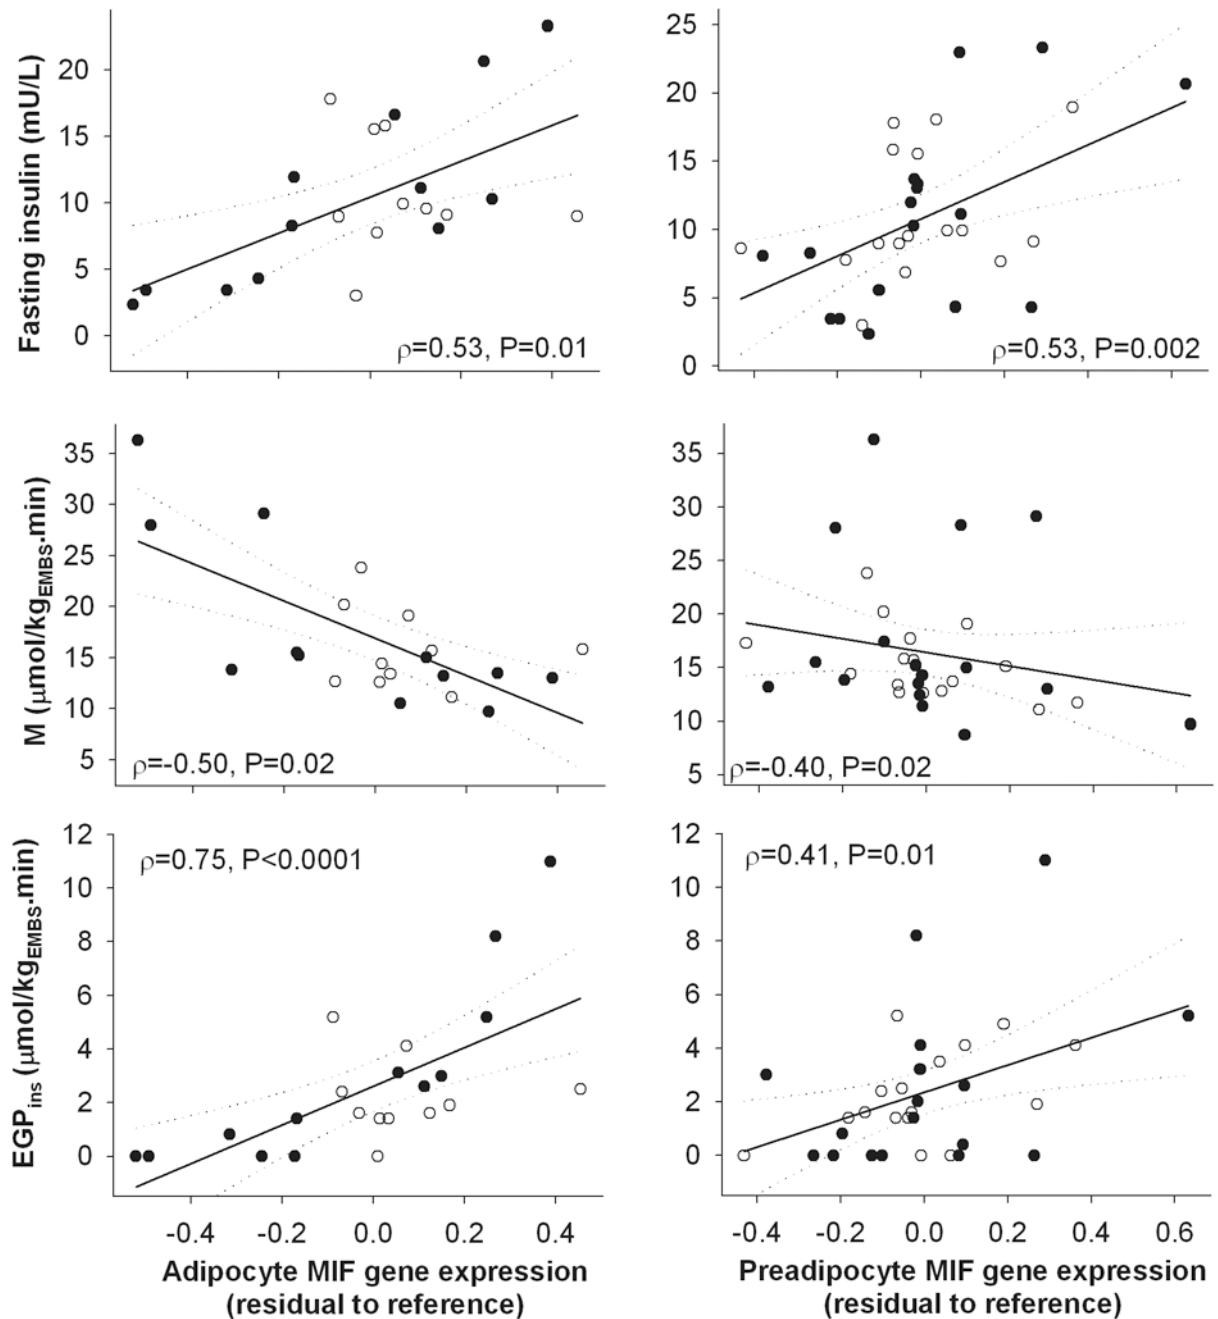 Fasting insulin (mU/L)
20
15
10
5
0
ρ=0.53, P=0.01
25
20
15
10
5
0
ρ=0.53, P=0.002
M (μmol/kgEMBS.min)
35
30
25
20
15
10
5
ρ=-0.50, P=0.02
35
30
25
20
15
10
5
ρ=-0.40, P=0.02
EGPins (μmol/kgEMBS.min)
12
10
8
6
4
2
0
ρ=0.75, P<0.0001
-0.4 -0.2 0.0 0.2 0.4
Adipocyte MIF gene expression
(residual to reference)
12
10
8
6
4
2
0
ρ=0.41, P=0.01
-0.4 -0.2 0.0 0.2 0.4 0.6
Preadipocyte MIF gene expression
(residual to reference)